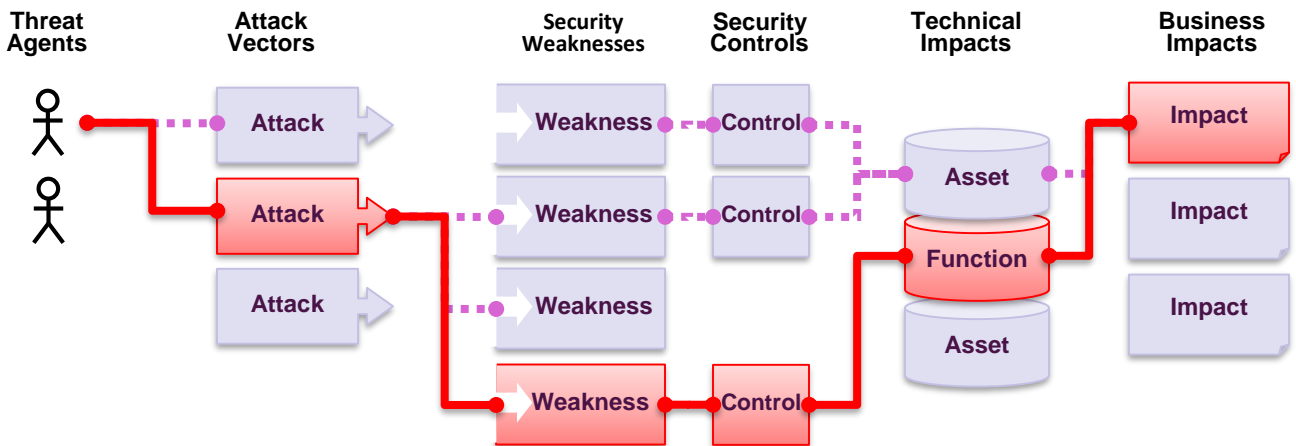 Threat
Agents
Attack
Vectors
Security
Weaknesses
Security
Controls
Technical
Impacts
Business
Impacts
Attack
Weakness
Control
Impact
Asset
Attack
Weakness
Control
Impact
Function
Attack
Weakness
Impact
Asset
Weakness
Control